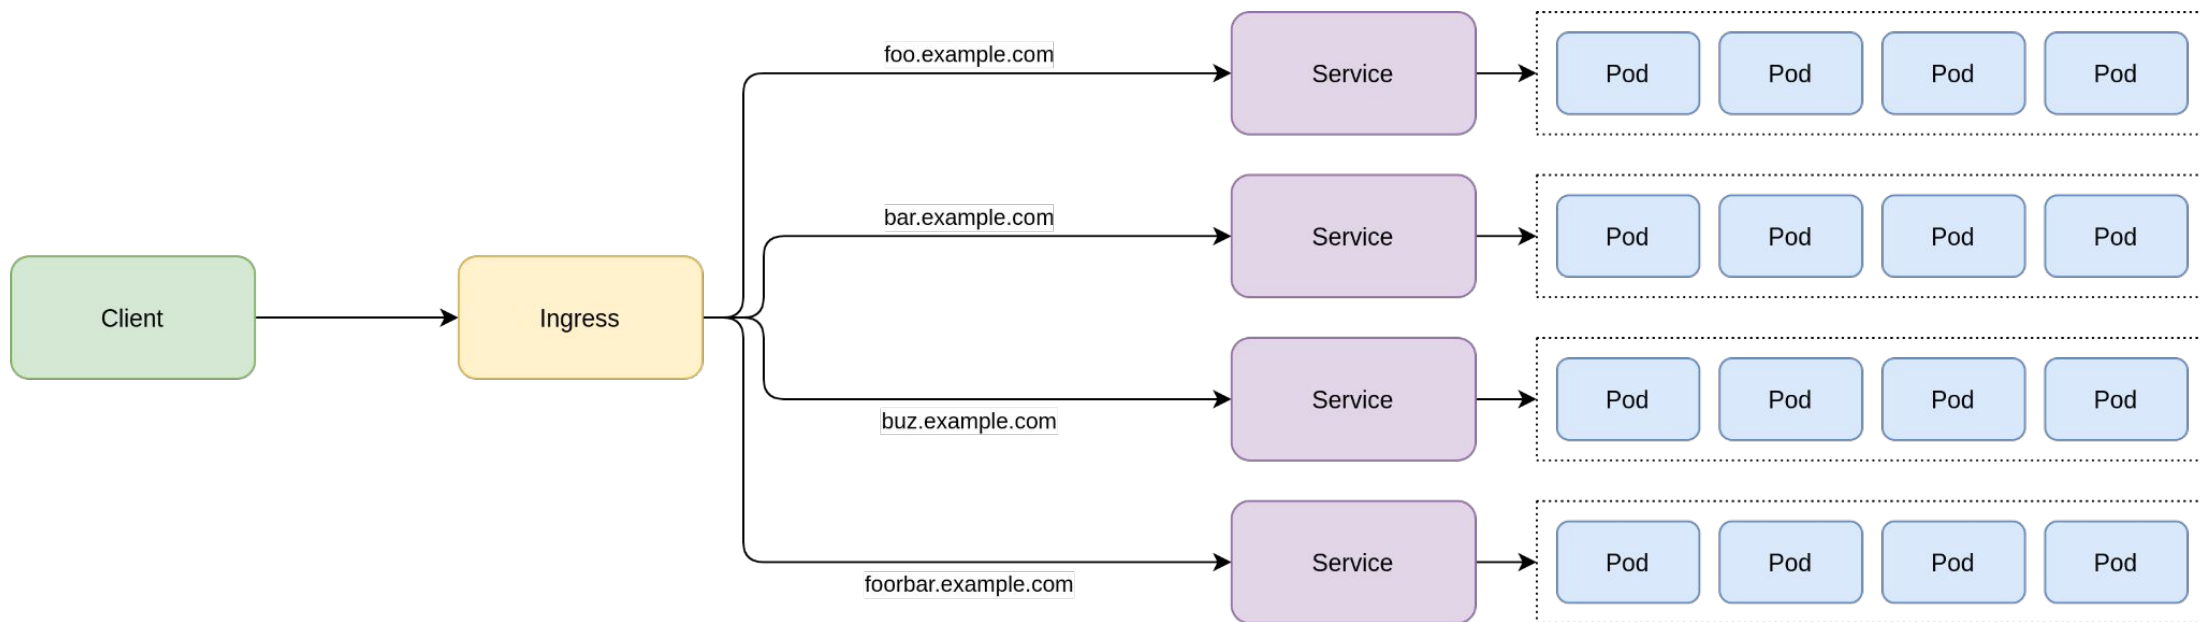 foo.example.com
Service
Pod Pod Pod Pod
bar.example.com
Service
Pod Pod Pod Pod
Client
Ingress
buz.example.com
Service
Pod Pod Pod Pod
foorbar.example.com
Service
Pod Pod Pod Pod